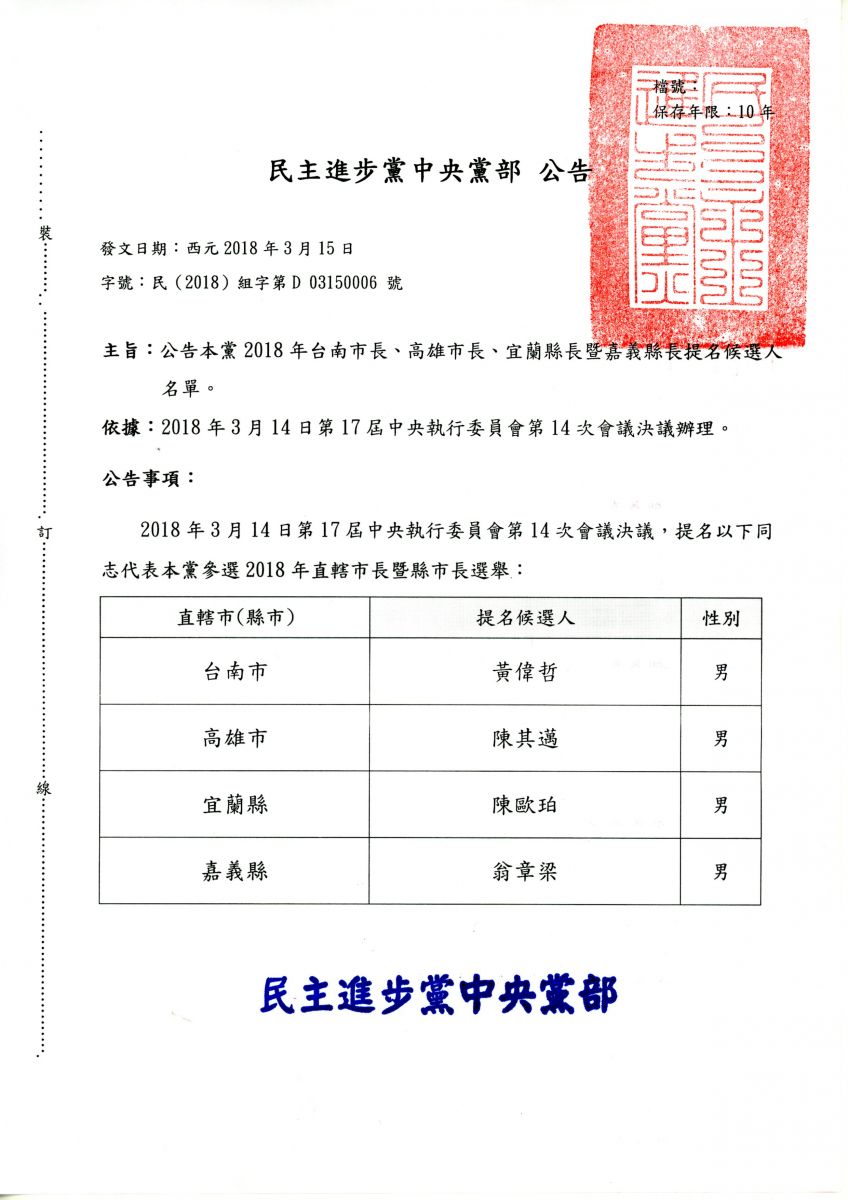 檔號：
保存年限：10 年
民主進步黨中央黨部 公告
發文日期：西元 2018 年 3 月 15 日
字號：民（2018）組字第 D 03150006 號
主旨：公告本黨 2018 年台南市長、高雄市長、宜蘭縣長暨嘉義縣長提名候選人
名單。
依據：2018 年 3 月 14 日第 17 屆中央執行委員會第 14 次會議決議辦理。
公告事項：
2018 年 3 月 14 日第 17 屆中央執行委員會第 14 次會議決議，提名以下同
志代表本黨參選 2018 年直轄市長暨縣市長選舉：
直轄市(縣市) 提名候選人 性別
台南市 黃偉哲 男
高雄市 陳其邁 男
宜蘭縣 陳歐珀 男
嘉義縣 翁章梁 男
民主進步黨中央黨部
裝
訂
線